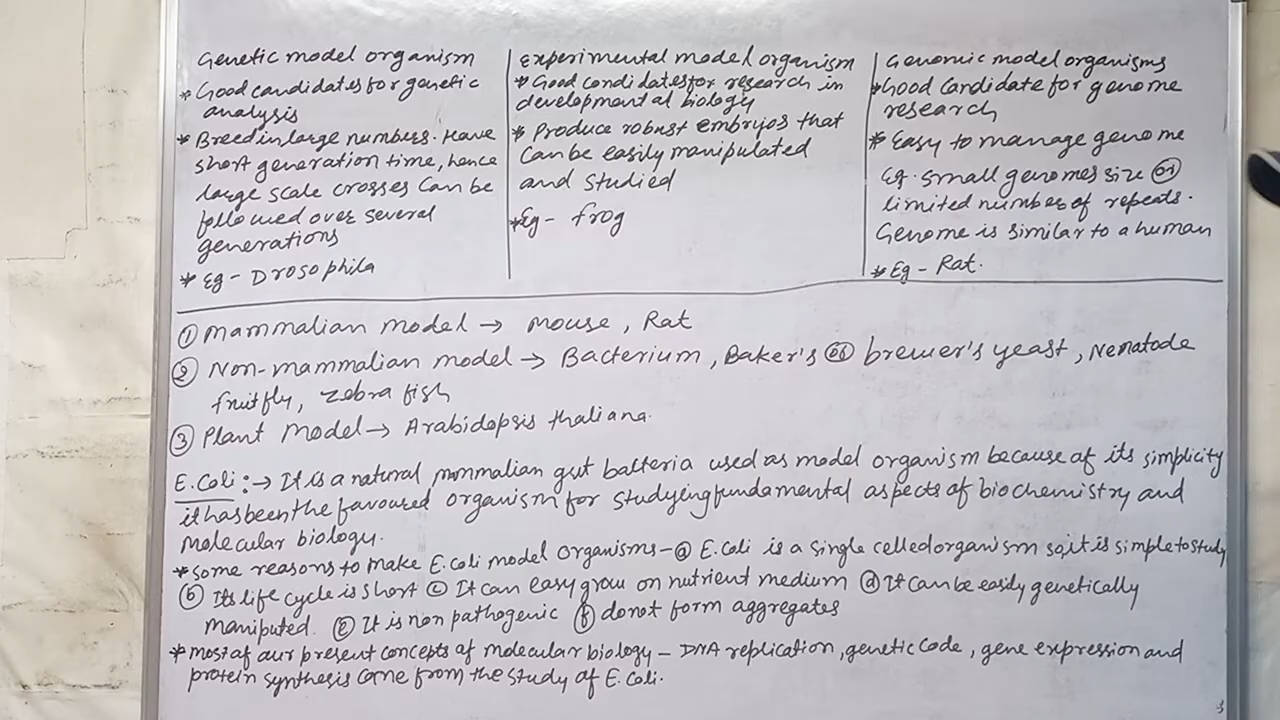 Genetic model organism
* Good candidates for genetic
analysis
* Breed in large numbers. Have
short generation time, hence
large scale crosses can be
followed over several
generations
* Eg - Drosophila
Experimental model organism
* Good condidates for research in
developmental biology
* Produce robust embryos that
can be easily manipulated
and studied
* Eg - frog
Genomic model organisms
* Good candidate for genome
research
* Easy to manage genome
Eg. small genomes size or
limited number of repeats.
Genome is similar to a human
* Eg - Rat.
① Mammalian model → mouse, Rat
② Non-mammalian model → Bacterium, Baker's or brewer's yeast, Nematode
fruitfly, zebra fish
③ Plant Model → Arabidopsis thaliana.
E.Coli :→ It is a natural mammalian gut bacteria used as model organism because of its simplicity
it has been the favoured organism for studying fundamental aspects of biochemistry and
molecular biology.
* Some reasons to make E.coli model organisms - ⓐ E.Coli is a single celled organism so, it is simple to study
ⓑ Its life cycle is short ⓒ It can easy grow on nutrient medium ⓓ It can be easily genetically
maniputed. ⓔ It is non pathogenic ⓕ do not form aggregates
* Most of our present concepts of molecular biology - DNA replication, genetic code, gene expression and
protein synthesis come from the study of E.Coli.